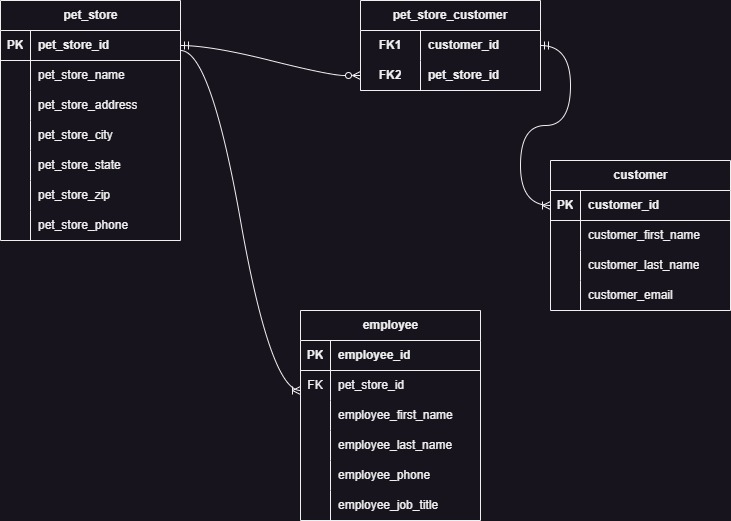 pet_store
PK pet_store_id
pet_store_name
pet_store_address
pet_store_city
pet_store_state
pet_store_zip
pet_store_phone
pet_store_customer
FK1 customer_id
FK2 pet_store_id
customer
PK customer_id
customer_first_name
customer_last_name
customer_email
employee
PK employee_id
FK pet_store_id
employee_first_name
employee_last_name
employee_phone
employee_job_title